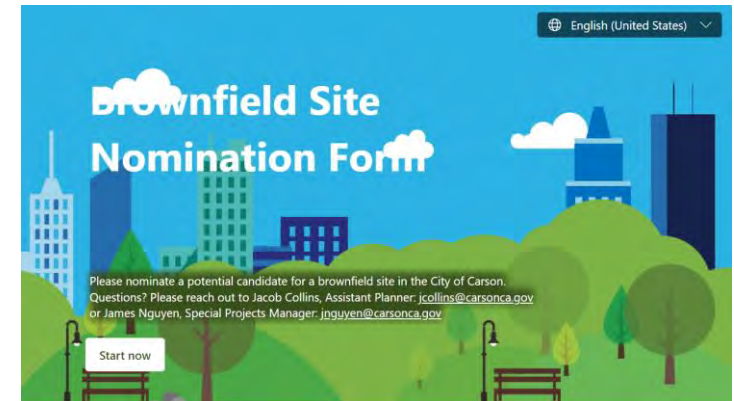 English (United States)
Brownfield Site
Nomination Form
Please nominate a potential candidate for a brownfield site in the City of Carson.
Questions? Please reach out to Jacob Collins, Assistant Planner: jcollins@carsonca.gov
or James Nguyen, Special Projects Manager: jnguyen@carsonca.gov
Start now